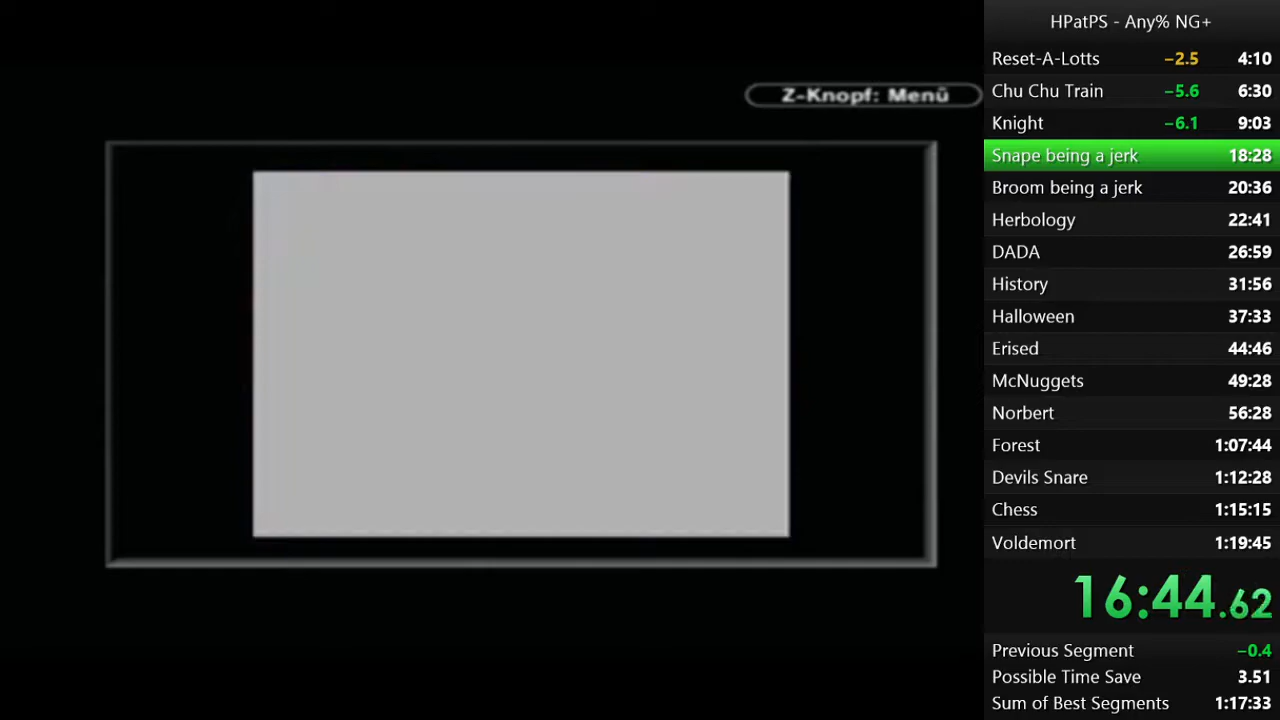 Z-Knopf: Menü
HPatPS - Any% NG+
Reset-A-Lotts −2.5 4:10
Chu Chu Train −5.6 6:30
Knight −6.1 9:03
Snape being a jerk 18:28
Broom being a jerk 20:36
Herbology 22:41
DADA 26:59
History 31:56
Halloween 37:33
Erised 44:46
McNuggets 49:28
Norbert 56:28
Forest 1:07:44
Devils Snare 1:12:28
Chess 1:15:15
Voldemort 1:19:45
16:44.62
Previous Segment −0.4
Possible Time Save 3.51
Sum of Best Segments 1:17:33